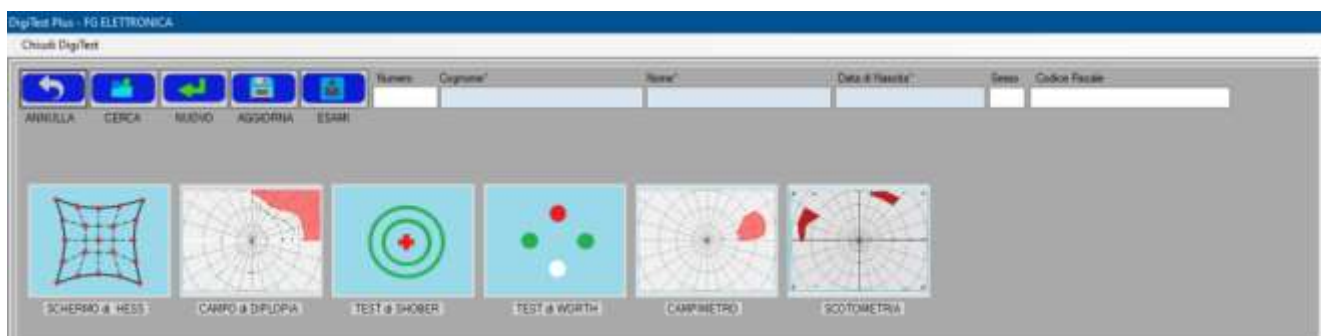 DigiTest Plus - FG ELETTRONICA
Chiudi DigiTest
Numero Cognome* Nome* Data di Nascita* Sesso Codice Fiscale
ANNULLA CERCA NUOVO AGGIORNA ESAMI
SCHERMO di HESS CAMPO di DIPLOPIA TEST di SHOBER TEST di WORTH CAMPIMETRO SCOTOMETRIA